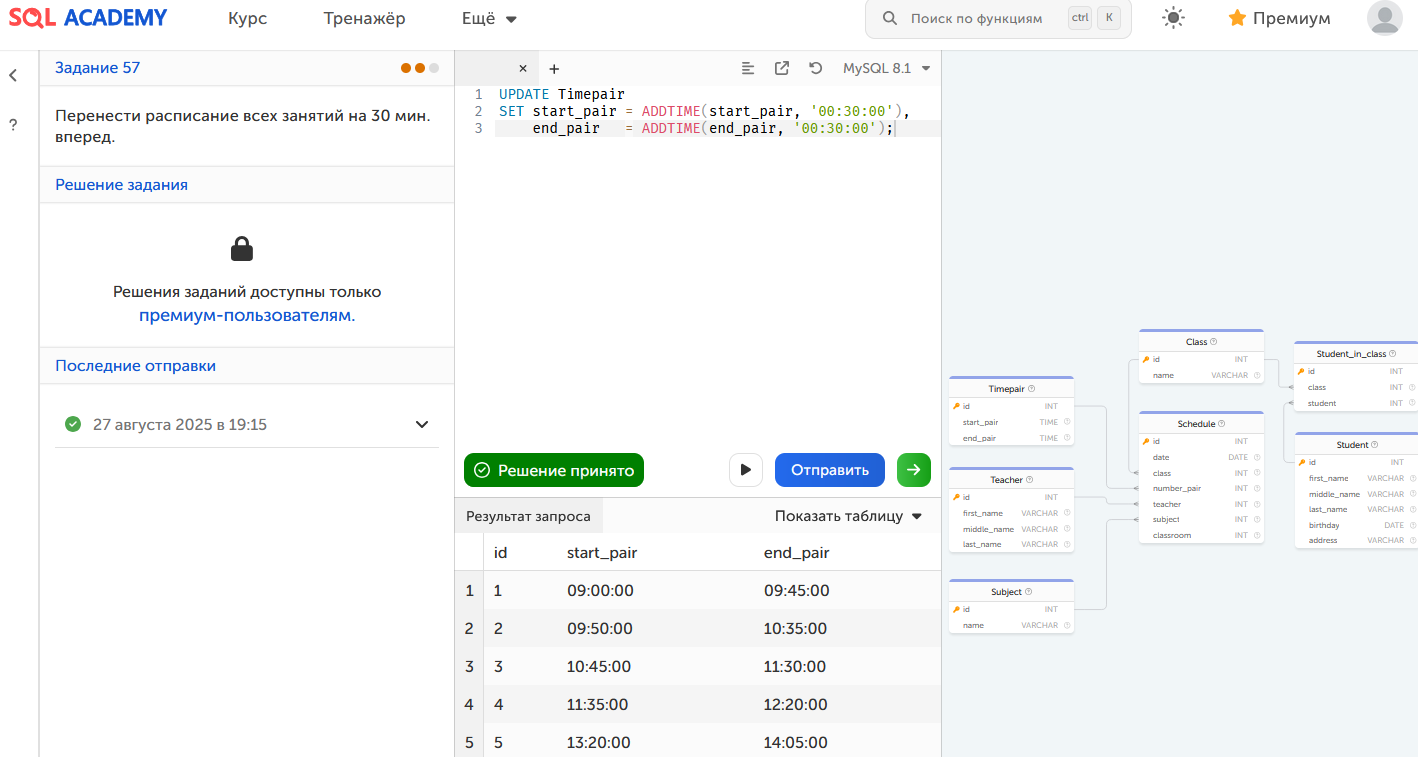 SQL ACADEMY
Курс
Тренажёр
Ещё
Поиск по функциям
ctrl
K
Премиум
Задание 57
Перенести расписание всех занятий на 30 мин.
вперед.
Решение задания
Решения заданий доступны только
премиум-пользователям.
Последние отправки
27 августа 2025 в 19:15
MySQL 8.1
1 UPDATE Timepair
2 SET start_pair = ADDTIME(start_pair, '00:30:00'),
3 end_pair = ADDTIME(end_pair, '00:30:00');
Решение принято
Отправить
Результат запроса
Показать таблицу
id start_pair end_pair
1 1 09:00:00 09:45:00
2 2 09:50:00 10:35:00
3 3 10:45:00 11:30:00
4 4 11:35:00 12:20:00
5 5 13:20:00 14:05:00
Timepair
id INT
start_pair TIME
end_pair TIME
Teacher
id INT
first_name VARCHAR
middle_name VARCHAR
last_name VARCHAR
Subject
id INT
name VARCHAR
Class
id INT
name VARCHAR
Schedule
id INT
date DATE
class INT
number_pair INT
teacher INT
subject INT
classroom INT
Student_in_class
id INT
class INT
student INT
Student
id INT
first_name VARCHAR
middle_name VARCHAR
last_name VARCHAR
birthday DATE
address VARCHAR